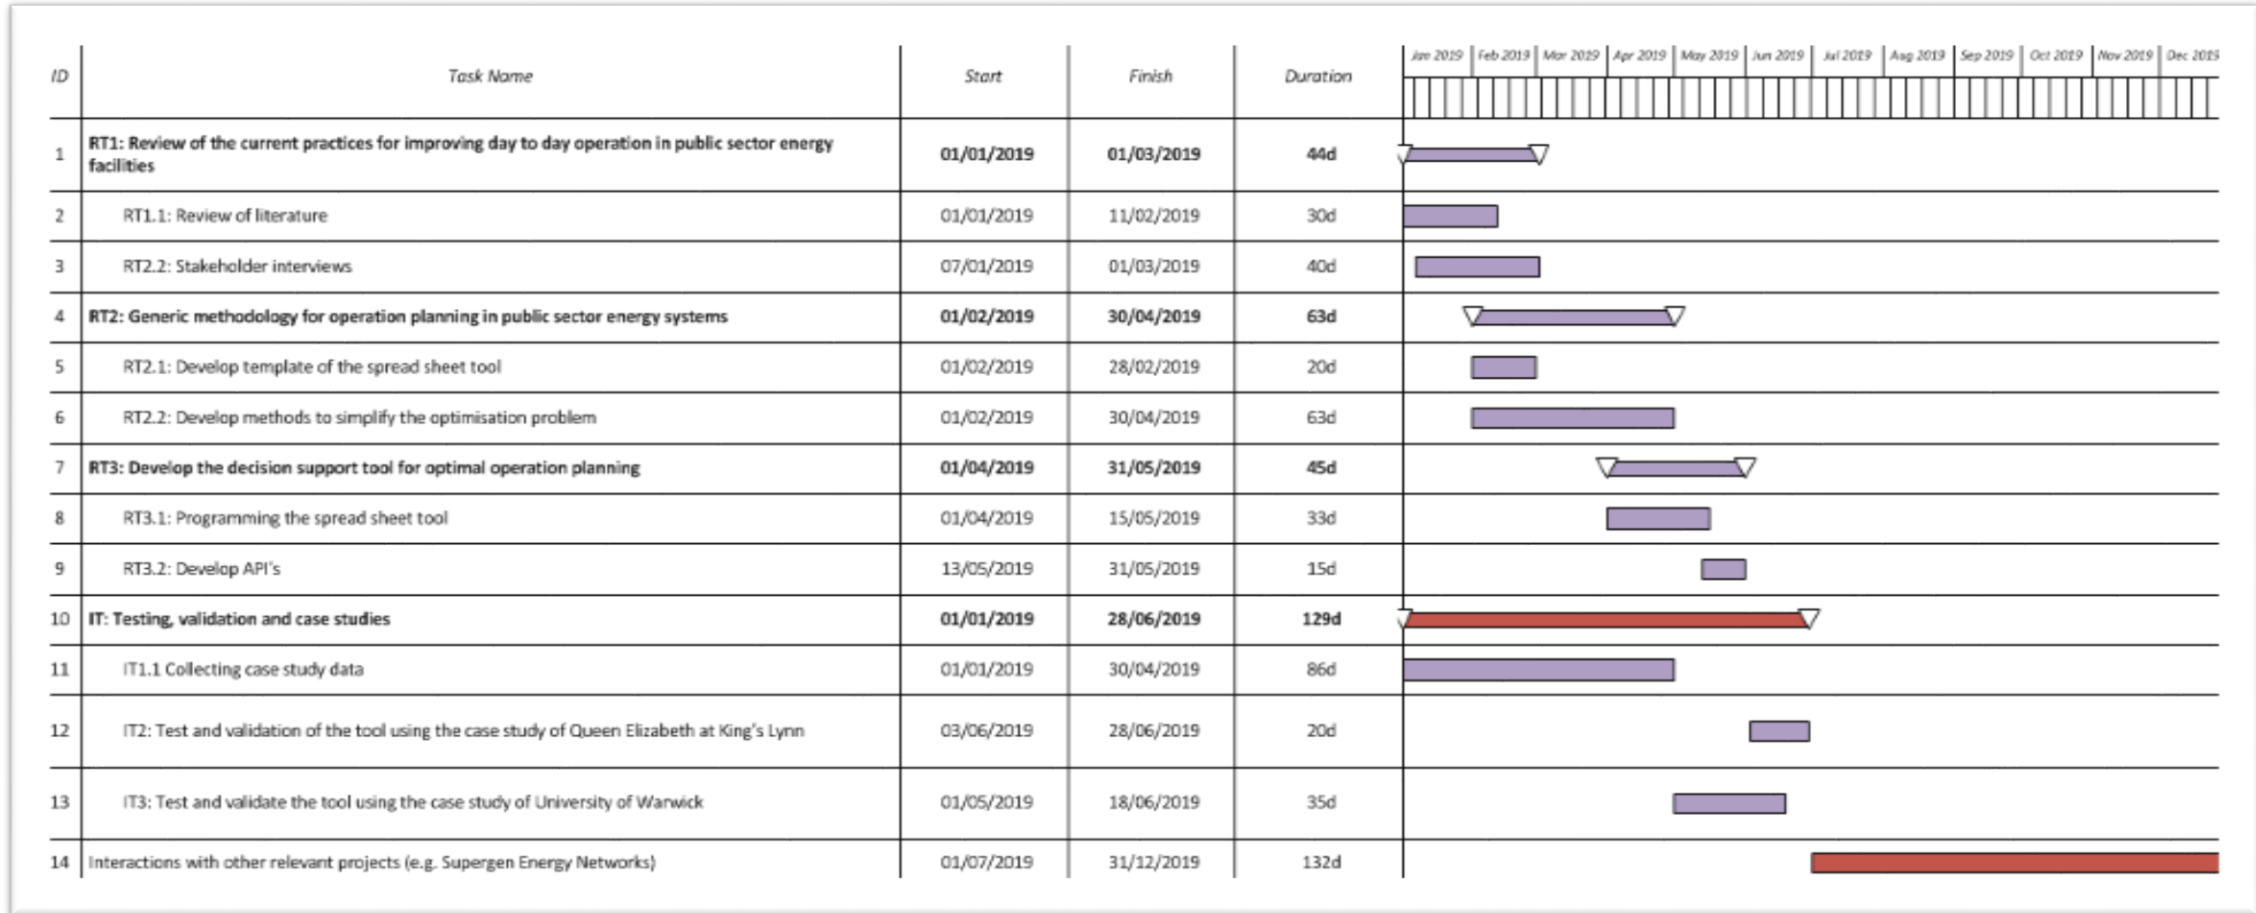 ID Task Name Start Finish Duration Jan 2019 Feb 2019 Mar 2019 Apr 2019 May 2019 Jun 2019 Jul 2019 Aug 2019 Sep 2019 Oct 2019 Nov 2019 Dec 2019
1 RT1: Review of the current practices for improving day to day operation in public sector energy
facilities 01/01/2019 01/03/2019 44d
2 RT1.1: Review of literature 01/01/2019 11/02/2019 30d
3 RT2.2: Stakeholder interviews 07/01/2019 01/03/2019 40d
4 RT2: Generic methodology for operation planning in public sector energy systems 01/02/2019 30/04/2019 63d
5 RT2.1: Develop template of the spread sheet tool 01/02/2019 28/02/2019 20d
6 RT2.2: Develop methods to simplify the optimisation problem 01/02/2019 30/04/2019 63d
7 RT3: Develop the decision support tool for optimal operation planning 01/04/2019 31/05/2019 45d
8 RT3.1: Programming the spread sheet tool 01/04/2019 15/05/2019 33d
9 RT3.2: Develop API's 13/05/2019 31/05/2019 15d
10 IT: Testing, validation and case studies 01/01/2019 28/06/2019 129d
11 IT1.1 Collecting case study data 01/01/2019 30/04/2019 86d
12 IT2: Test and validation of the tool using the case study of Queen Elizabeth at King's Lynn 03/06/2019 28/06/2019 20d
13 IT3: Test and validate the tool using the case study of University of Warwick 01/05/2019 18/06/2019 35d
14 Interactions with other relevant projects (e.g. Supergen Energy Networks) 01/07/2019 31/12/2019 132d